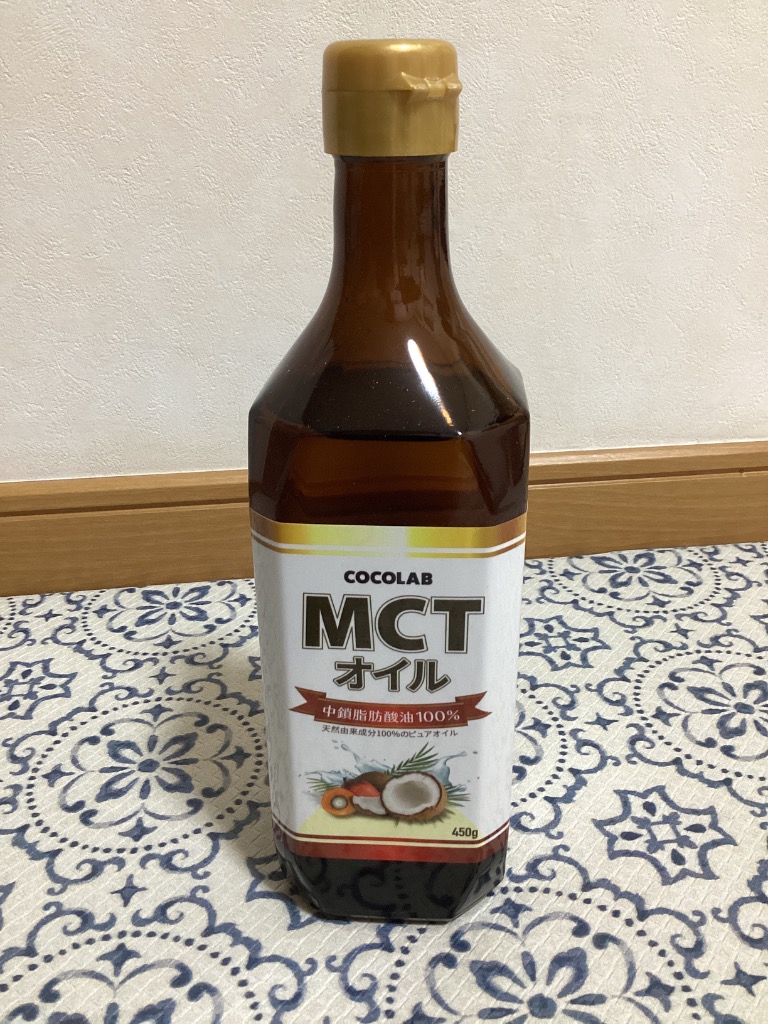 COCOLAB
MCT
オイル
中鎖脂肪酸油100%
天然由来成分100%のピュアオイル
450g